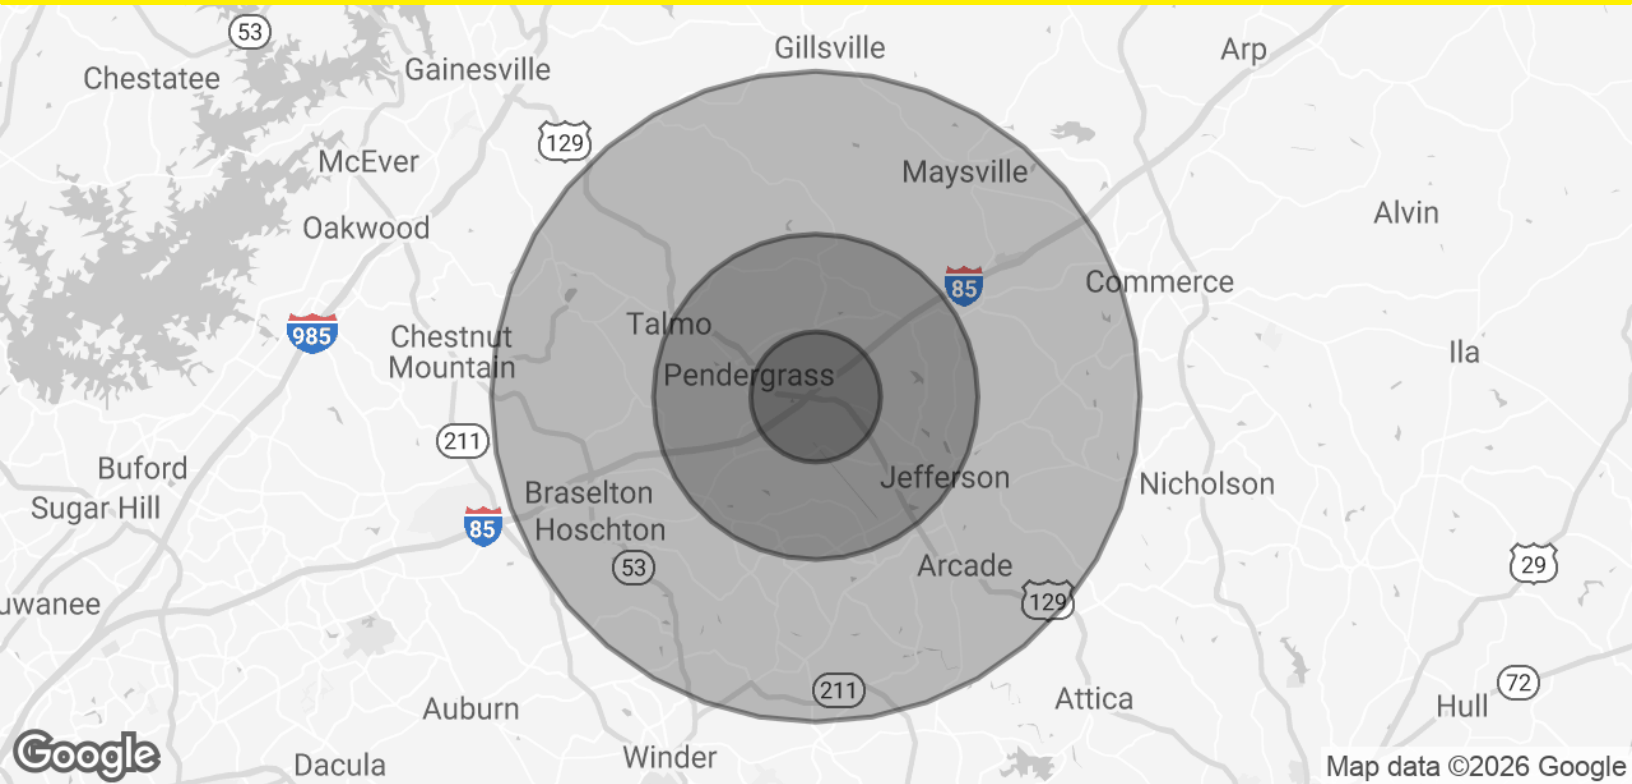 53
Gillsville
Arp
Chestatee
Gainesville
129
McEver
Maysville
Alvin
Oakwood
85
Commerce
985
Talmo
Chestnut
Mountain
Ila
Pendergrass
211
Buford
Jefferson
Nicholson
Sugar Hill
Braselton
85
Hoschton
53
Arcade
29
uwanee
129
211
72
Attica
Auburn
Hull
Google
Dacula
Winder
Map data ©2026 Google